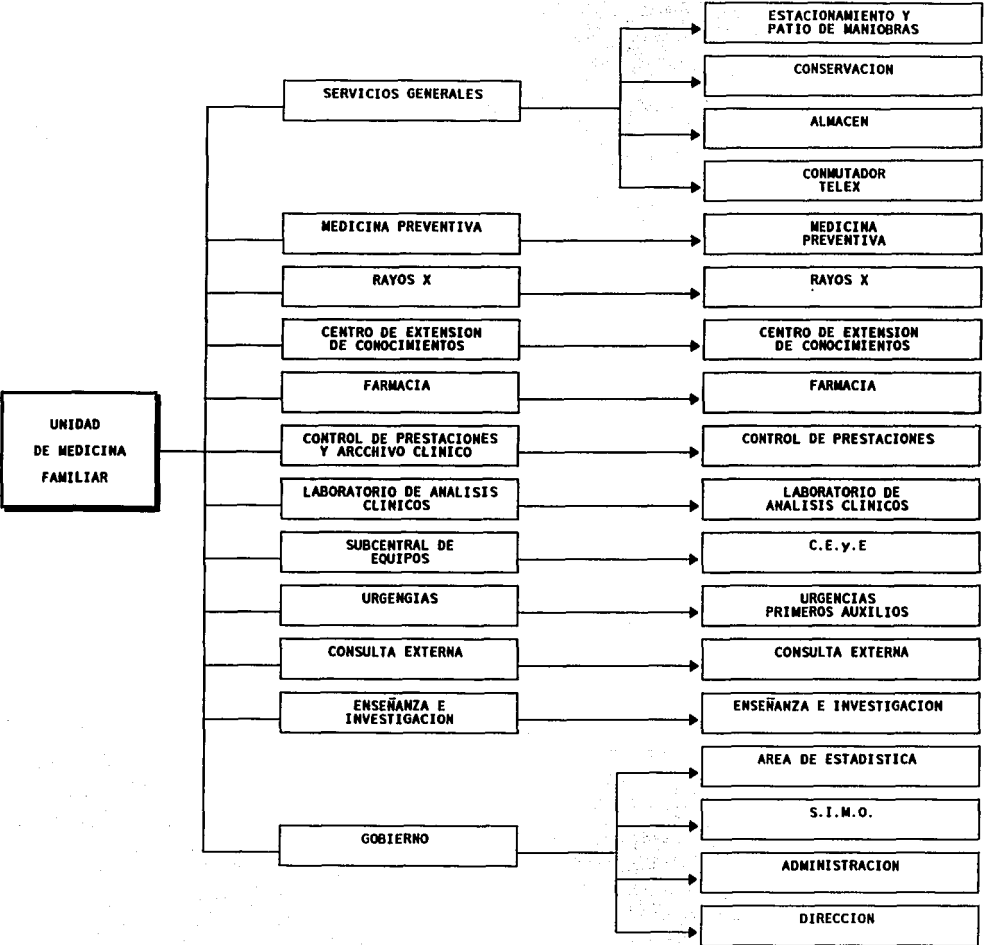 ESTACIONAMIENTO Y
PATIO DE MANIOBRAS
CONSERVACION
SERVICIOS GENERALES
ALMACEN
CONMUTADOR
TELEX
MEDICINA PREVENTIVA
MEDICINA
PREVENTIVA
RAYOS X
RAYOS X
CENTRO DE EXTENSION
DE CONOCIMIENTOS
CENTRO DE EXTENSION
DE CONOCIMIENTOS
FARMACIA
FARMACIA
UNIDAD
DE MEDICINA
FAMILIAR
CONTROL DE PRESTACIONES
Y ARCCHIVO CLINICO
CONTROL DE PRESTACIONES
LABORATORIO DE ANALISIS
CLINICOS
LABORATORIO DE
ANALISIS CLINICOS
SUBCENTRAL DE
EQUIPOS
C.E.y.E
URGENGIAS
URGENCIAS
PRIMEROS AUXILIOS
CONSULTA EXTERNA
CONSULTA EXTERNA
ENSEÑANZA E
INVESTIGACION
ENSEÑANZA E INVESTIGACION
AREA DE ESTADISTICA
S.I.M.O.
GOBIERNO
ADMINISTRACION
DIRECCION